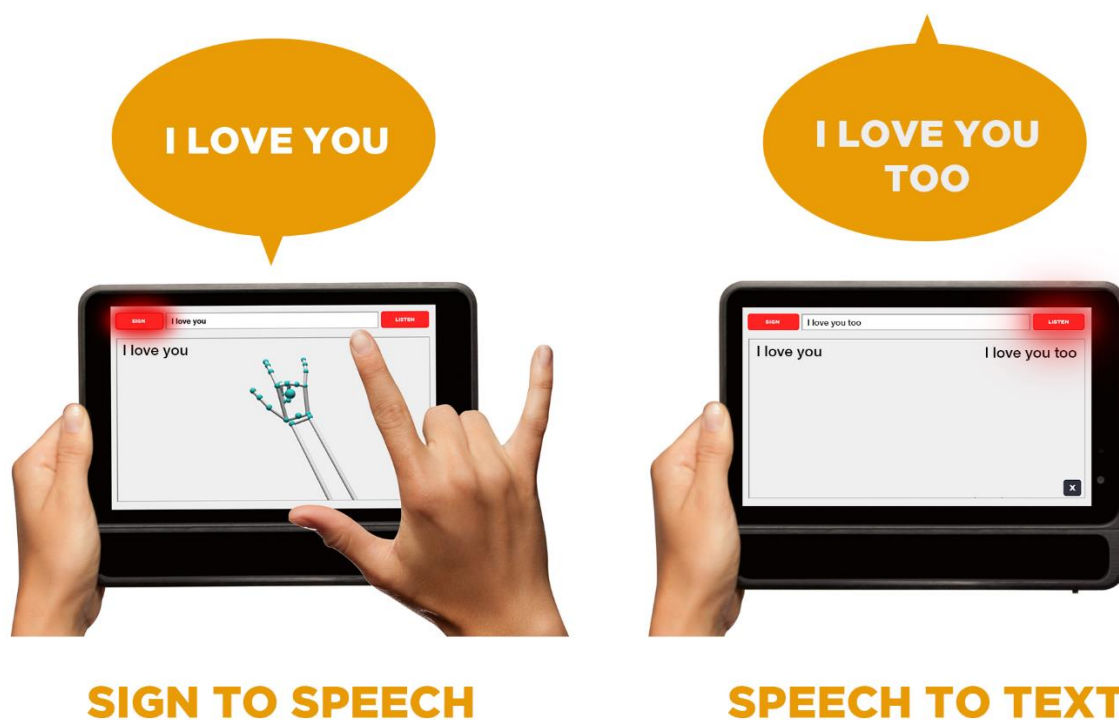 I LOVE YOU
SIGN
I love you
LISTEN
I love you
SIGN TO SPEECH
I LOVE YOU
TOO
SIGN
I love you too
LISTEN
I love you
I love you too
X
SPEECH TO TEXT